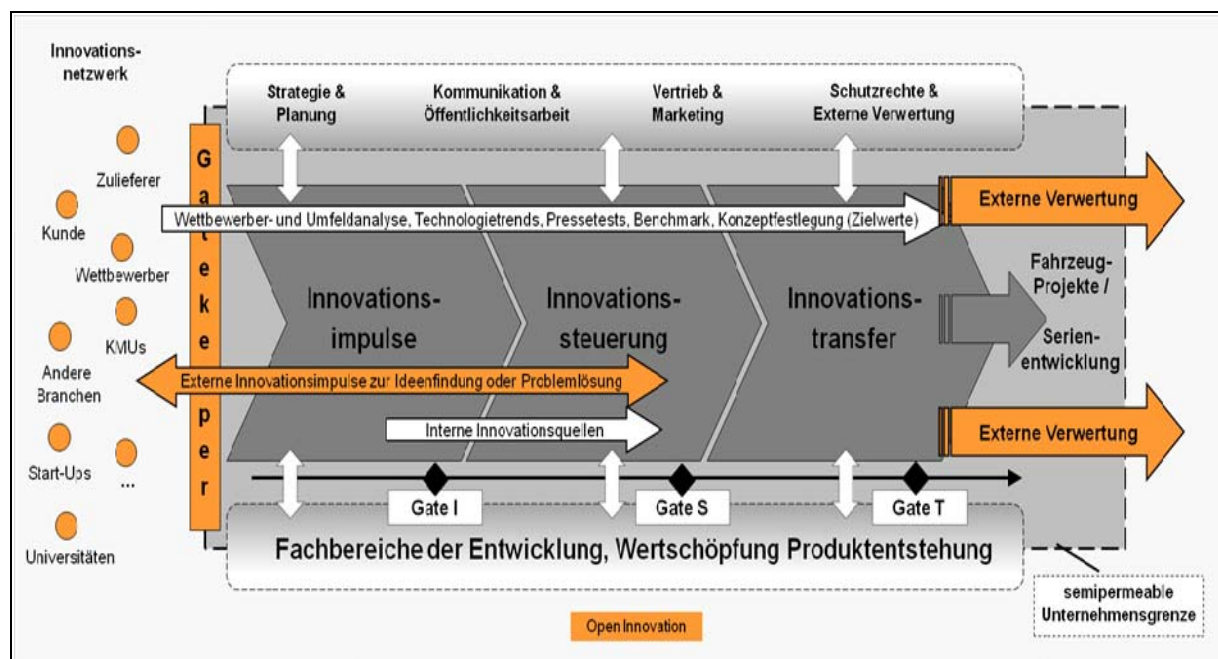 Innovations-
netzwerk
Strategie &
Planung
Kommunikation &
Öffentlichkeitsarbeit
Vertrieb &
Marketing
Schutzrechte &
Externe Verwertung
Zulieferer
Kunde
Wettbewerber
KMUs
Andere
Branchen
Start-Ups
...
Universitäten
Gatekeeper
Wettbewerber- und Umfeldanalyse, Technologietrends, Pressetests, Berchmark, Konzeptfestlegung (Zielwerte)
Externe Verwertung
Innovations-
impulse
Innovations-
steuerung
Innovations-
transfer
Fahrzeug-
Projekte /
Serien-
entwicklung
Externe Innovationsimpulse zur Ideenfindung oder Problemlösung
Interne Innovationsquellen
Externe Verwertung
Gate I
Gate S
Gate T
Fachbereiche der Entwicklung, Wertschöpfung Produktentstehung
semipermeable
Unternehmensgrenze
Open Innovation